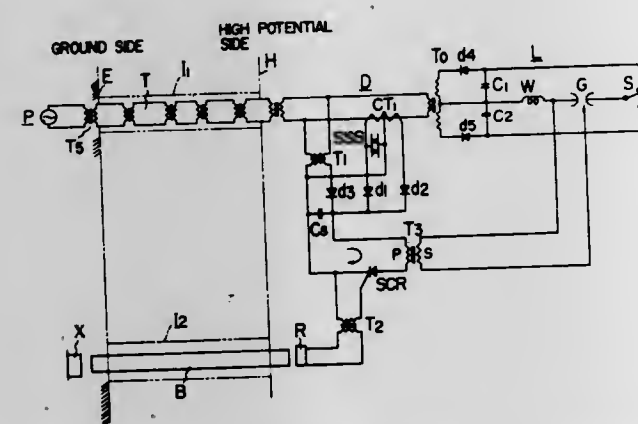 GROUND SIDE
HIGH POTENTIAL SIDE
E T I1 H
P
T5
D
CT1
SSS
T1
d3 d1 d2
Cs
T3
P S
SCR
T2
To d4 L
C1 W G S
C2
d5
X I2 R
B